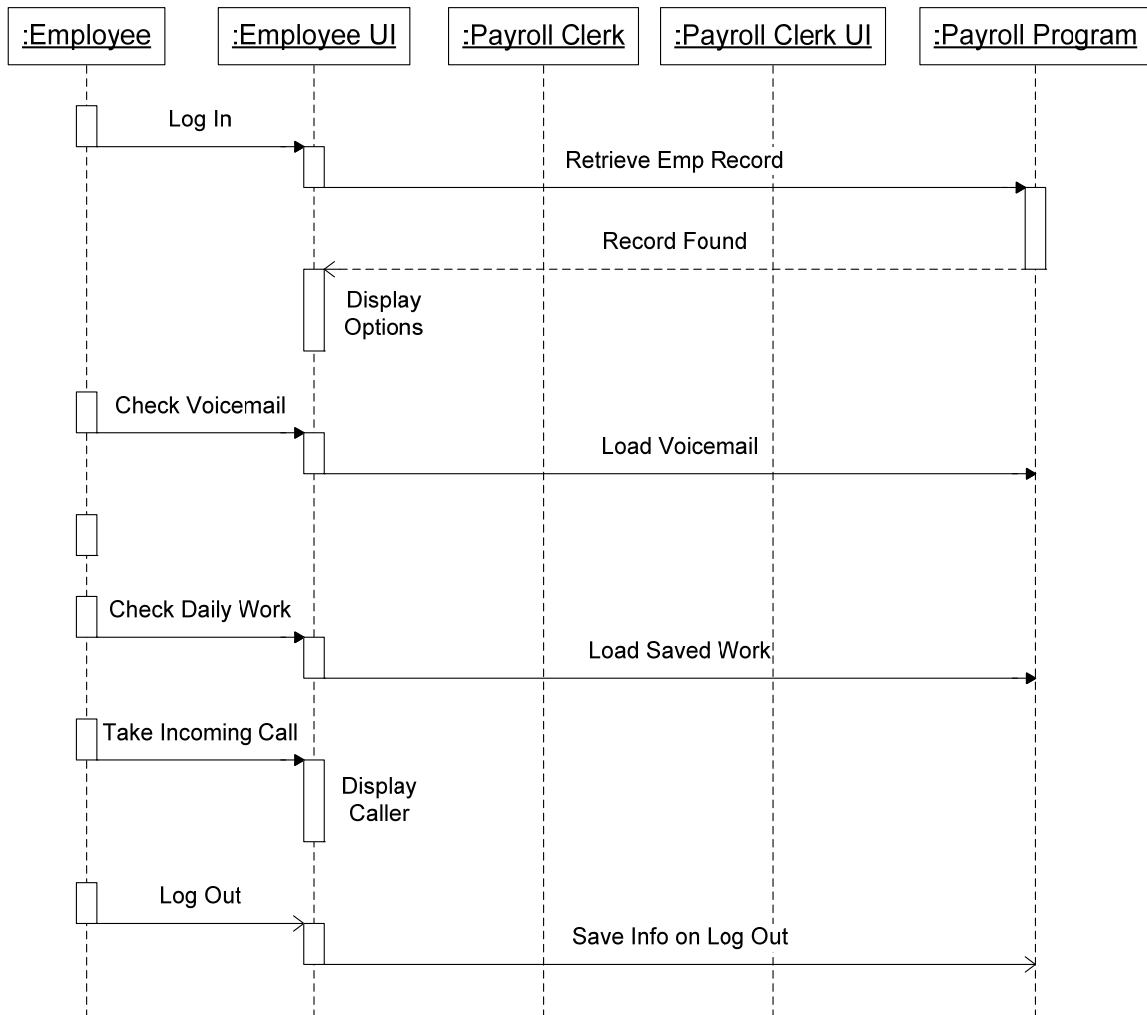 :Employee
:Employee UI
:Payroll Clerk
:Payroll Clerk UI
:Payroll Program
Log In
Retrieve Emp Record
Record Found
Display
Options
Check Voicemail
Load Voicemail
Check Daily Work
Load Saved Work
Take Incoming Call
Display
Caller
Log Out
Save Info on Log Out